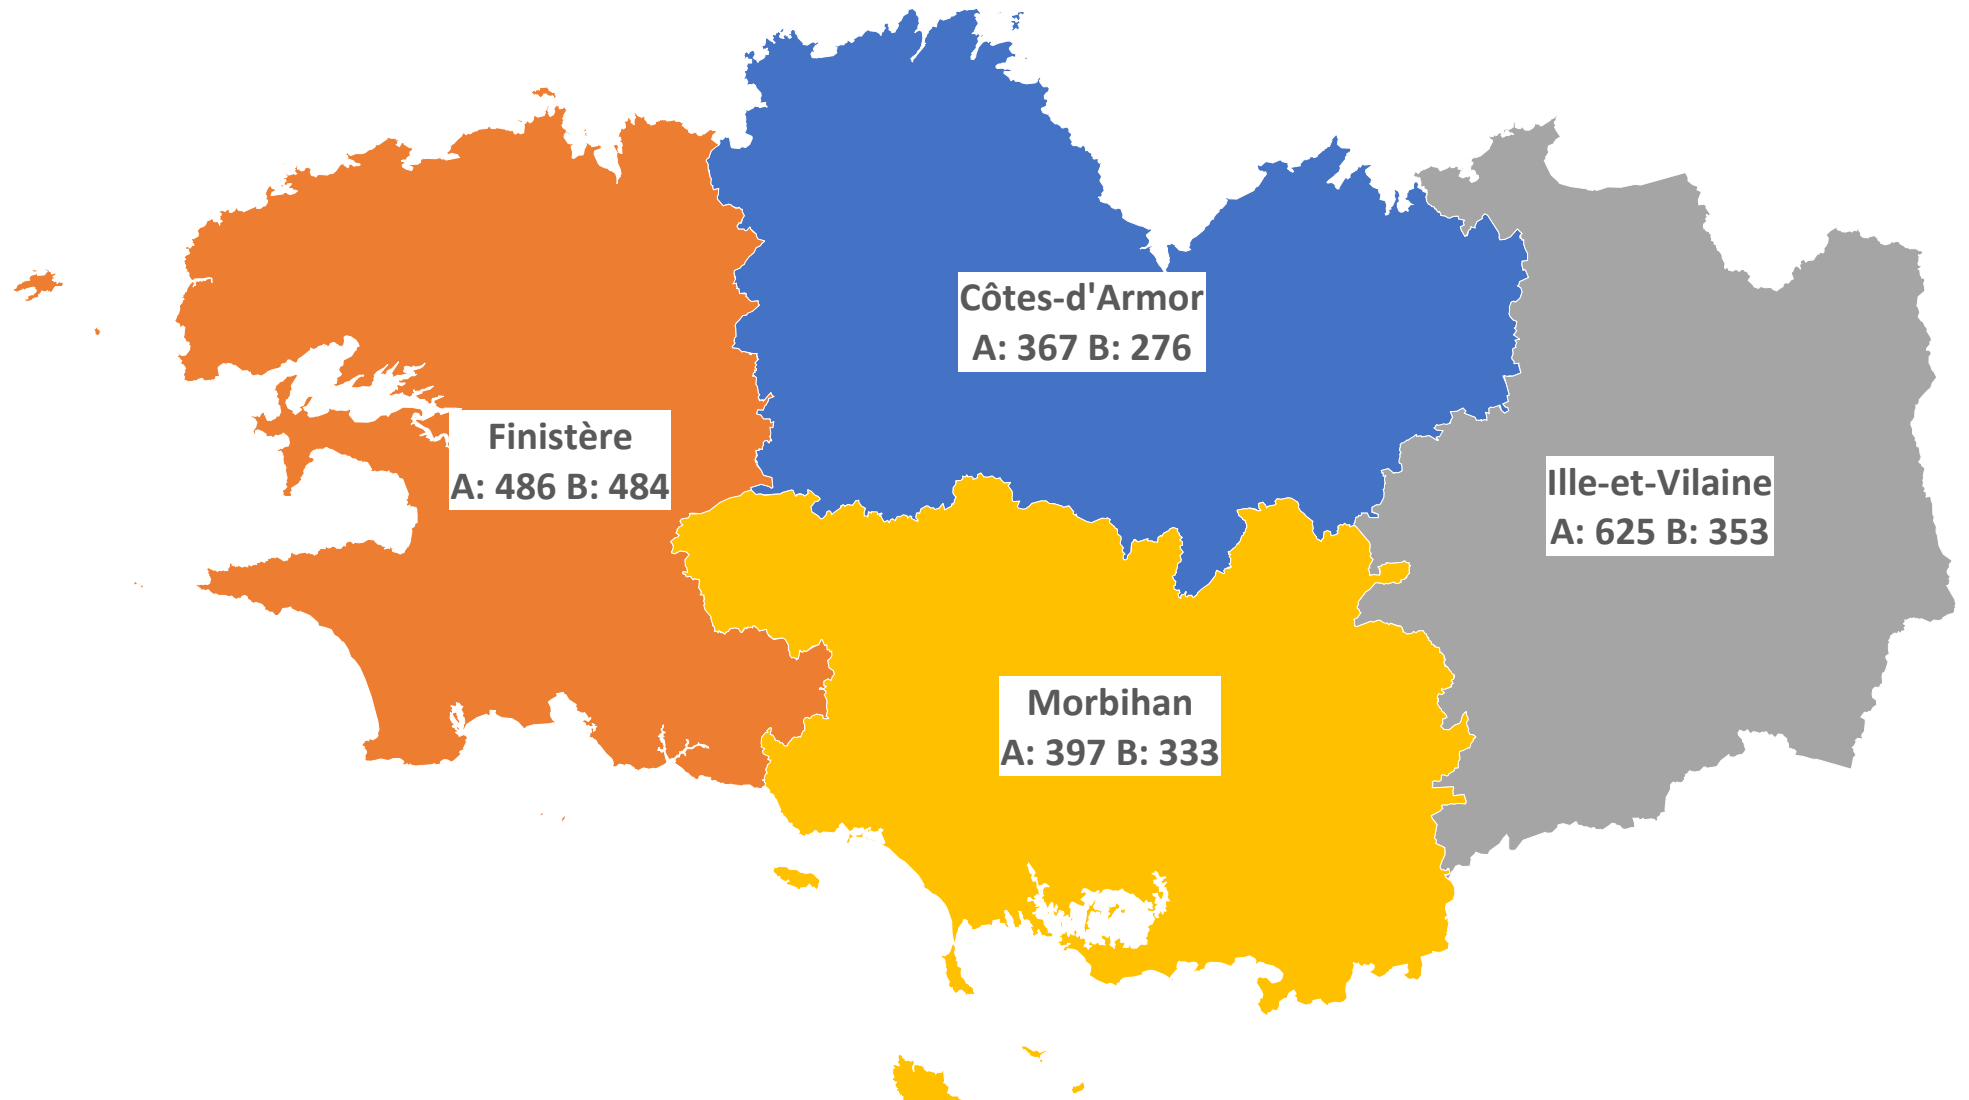 Côtes-d'Armor
A: 367 B: 276
Finistère
A: 486 B: 484
Ille-et-Vilaine
A: 625 B: 353
Morbihan
A: 397 B: 333